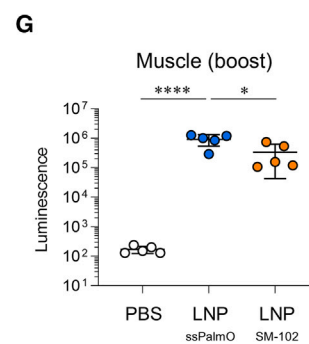 G
Muscle (boost)
**** *
Luminescence
10⁷
10⁶
10⁵
10⁴
10³
10²
10¹
PBS LNP LNP
ssPalmO SM-102